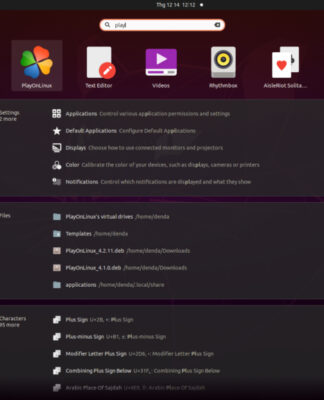 Thg 12 14 12:12
play
PlayOnLinux
Text Editor
Videos
Rhythmbox
AisleRiot Solita...
Settings
2 more
Applications Control various application permissions and settings
Default Applications Configure Default Applications
Displays Choose how to use connected monitors and projectors
Color Calibrate the color of your devices, such as displays, cameras or printers
Notifications Control which notifications are displayed and what they show
Files
PlayOnLinux's virtual drives /home/denda
Templates /home/denda
PlayOnLinux_4.2.11.deb /home/denda/Downloads
PlayOnLinux_4.1.0.deb /home/denda/Downloads
applications /home/denda/.local/share
Characters
95 more
Plus Sign U+2B, +: Plus Sign
Plus-minus Sign U+B1, ±: Plus-minus Sign
Modifier Letter Plus Sign U+2D6, ˖: Modifier Letter Plus Sign
Combining Plus Sign Below U+31F, ̟: Combining Plus Sign Below
Arabic Place Of Sajdah U+6E9, ۩: Arabic Place Of Sajdah